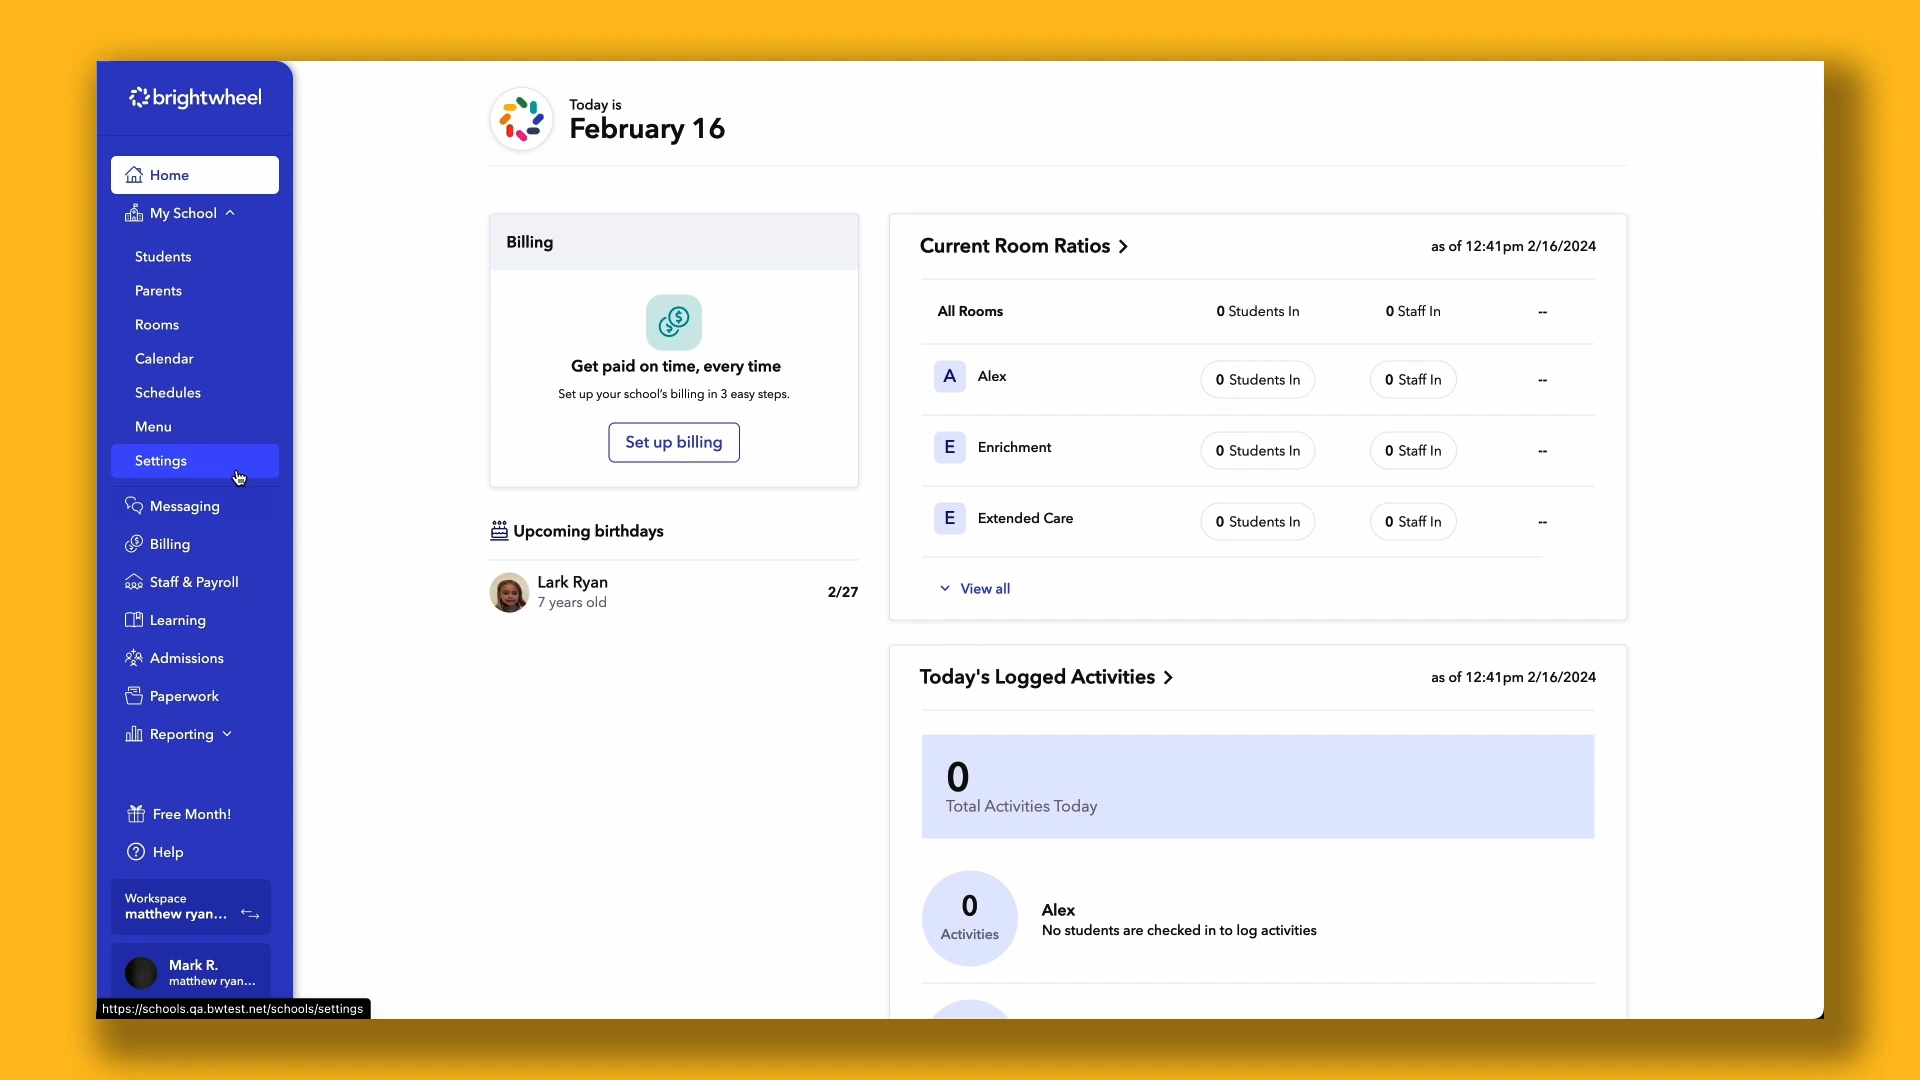 brightwheel
Home
My School
Students
Parents
Rooms
Calendar
Schedules
Menu
Settings
Messaging
Billing
Staff & Payroll
Learning
Admissions
Paperwork
Reporting
Free Month!
Help
Workspace
matthew ryan...
Mark R.
matthew ryan...
https://schools.qa.bwtest.net/schools/settings
Today is
February 16
Billing
Get paid on time, every time
Set up your school's billing in 3 easy steps.
Set up billing
Upcoming birthdays
Lark Ryan
7 years old
2/27
Current Room Ratios
as of 12:41pm 2/16/2024
All Rooms 0 Students In 0 Staff In --
A Alex 0 Students In 0 Staff In --
E Enrichment 0 Students In 0 Staff In --
E Extended Care 0 Students In 0 Staff In --
View all
Today's Logged Activities
as of 12:41pm 2/16/2024
0
Total Activities Today
0
Activities
Alex
No students are checked in to log activities